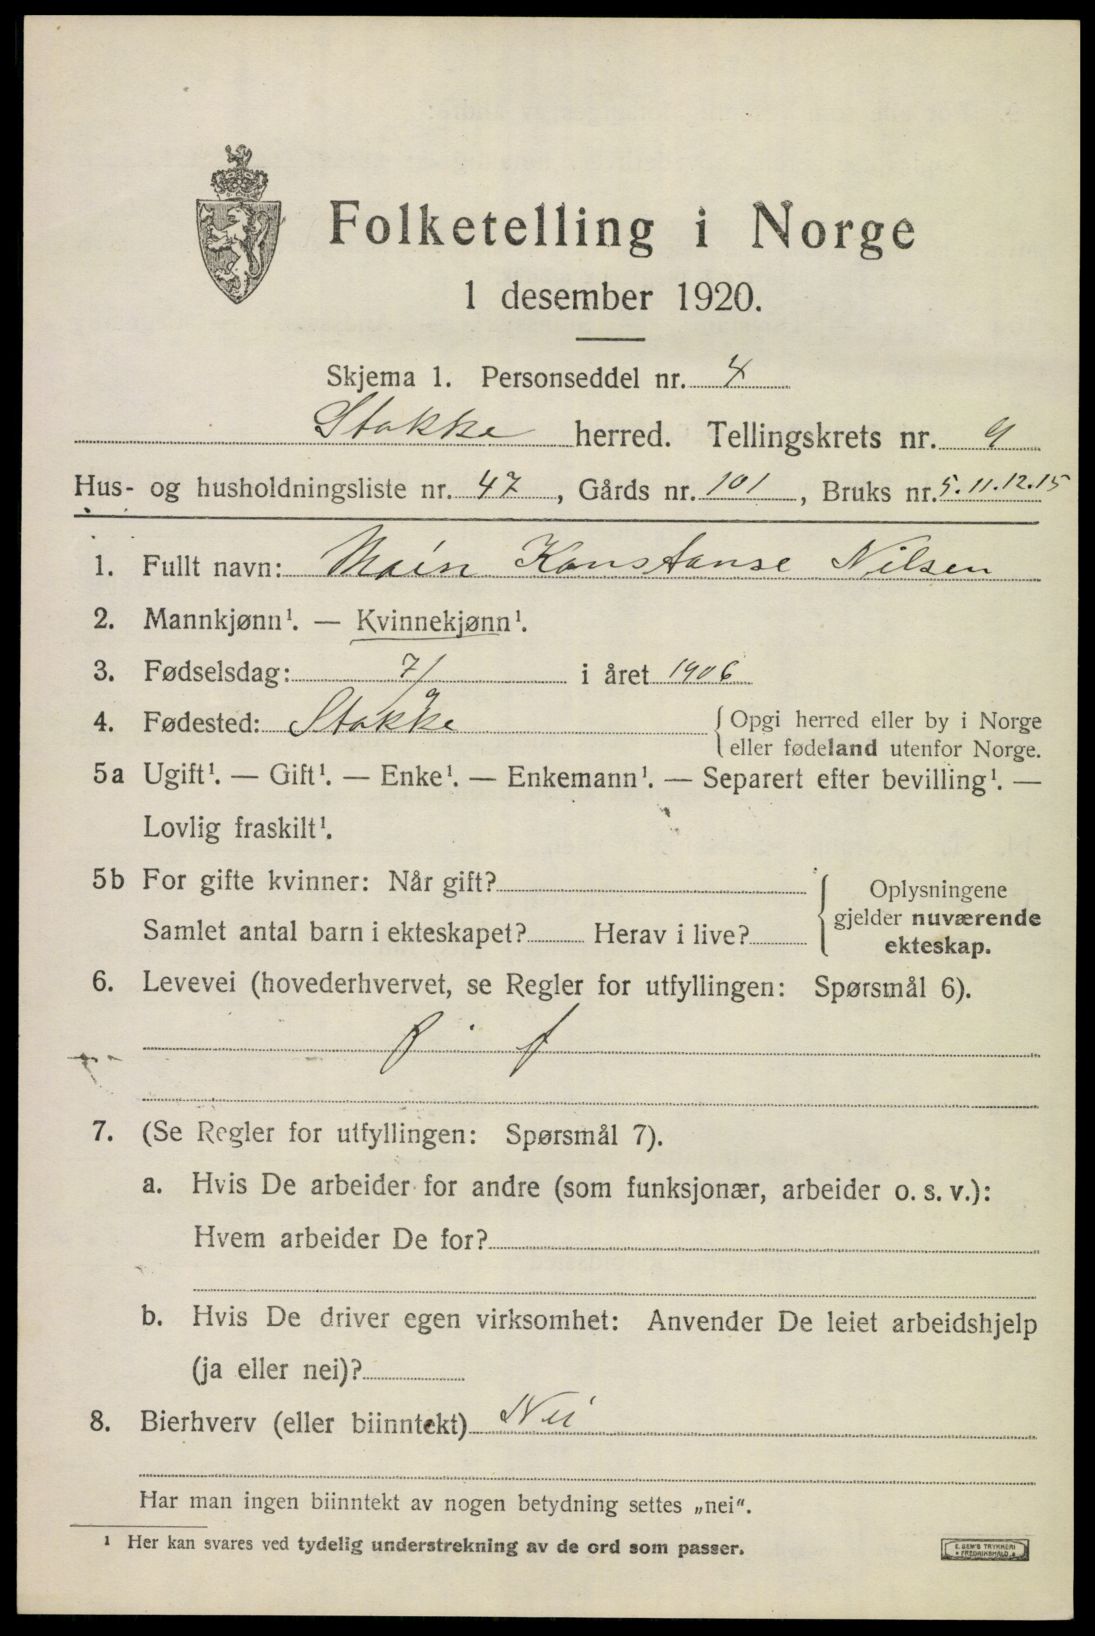 Folketelling i Norge
1 desember 1920.
Skjema 1. Personseddel nr. 4
Stokke herred. Tellingskrets nr. 9
Hus- og husholdningsliste nr. 47, Gårds nr. 101, Bruks nr. 5.11.12.15
1. Fullt navn: Konstanse Nilsen
2. Mannkjønn¹. — Kvinnekjønn¹.
3. Fødselsdag: 7/9 i året 1906
4. Fødested: Stokke { Opgi herred eller by i Norge
eller fødeland utenfor Norge.
5a Ugift¹. — Gift¹. — Enke¹. — Enkemann¹. — Separert efter bevilling¹. —
Lovlig fraskilt¹.
5b For gifte kvinner: Når gift? { Oplysningene
gjelder nuværende
Samlet antal barn i ekteskapet? Herav i live?
ekteskap.
6. Levevei (hovederhvervet, se Regler for utfyllingen: Spørsmål 6).
7. (Se Regler for utfyllingen: Spørsmål 7).
a. Hvis De arbeider for andre (som funksjonær, arbeider o. s. v.):
Hvem arbeider De for?
b. Hvis De driver egen virksomhet: Anvender De leiet arbeidshjelp
(ja eller nei)?
8. Bierhverv (eller biinntekt) Nei
Har man ingen biinntekt av nogen betydning settes „nei".
¹ Her kan svares ved tydelig understrekning av de ord som passer.
E. SEM'S TRYKKERI
FREDRIKSHALD